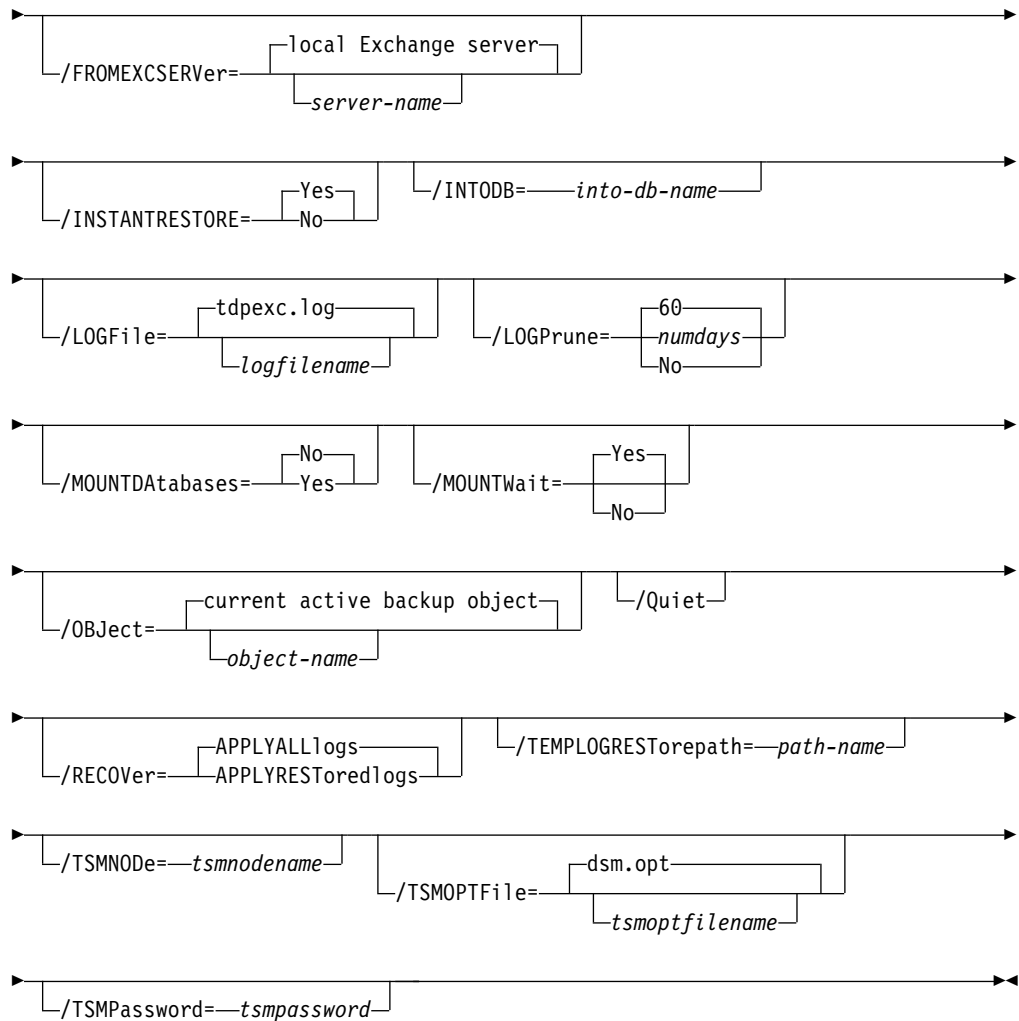 local Exchange server
/FROMEXCSERVer=
server-name
Yes
/INSTANTRESTORE= No
/INTODB= into-db-name
tdpexc.log
/LOGFile=
logfilename
60
/LOGPrune= numdays
No
No
/MOUNTDAtabases= Yes
Yes
/MOUNTWait=
No
current active backup object
/OBJect=
object-name
/Quiet
APPLYALLlogs
/RECOVer= APPLYRESToredlogs
/TEMPLOGRESTorepath= path-name
/TSMNODe= tsmnodename
dsm.opt
/TSMOPTFile=
tsmoptfilename
/TSMPassword= tsmpassword